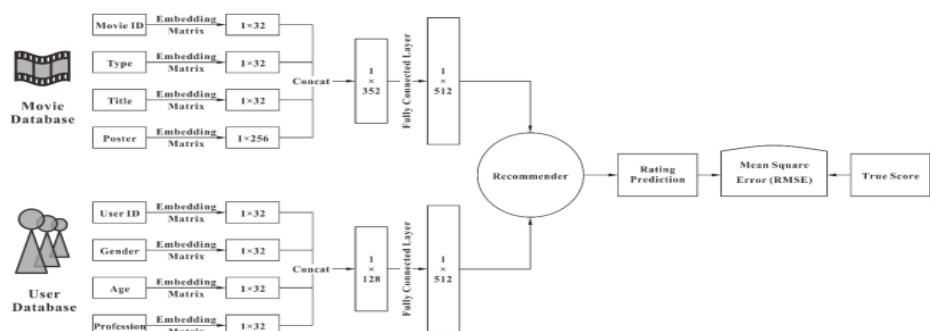 Movie ID
Embedding
Matrix
1×32
Type
Embedding
Matrix
1×32
Title
Embedding
Matrix
1×32
Poster
Embedding
Matrix
1×256
Movie
Database
Concat
1
×
352
Fully Connected Layer
1
×
512
User ID
Embedding
Matrix
1×32
Gender
Embedding
Matrix
1×32
Age
Embedding
Matrix
1×32
Profession
Embedding
Matrix
1×32
User
Database
Concat
1
×
128
Fully Connected Layer
1
×
512
Recommender
Rating
Prediction
Mean Square
Error (RMSE)
True Score